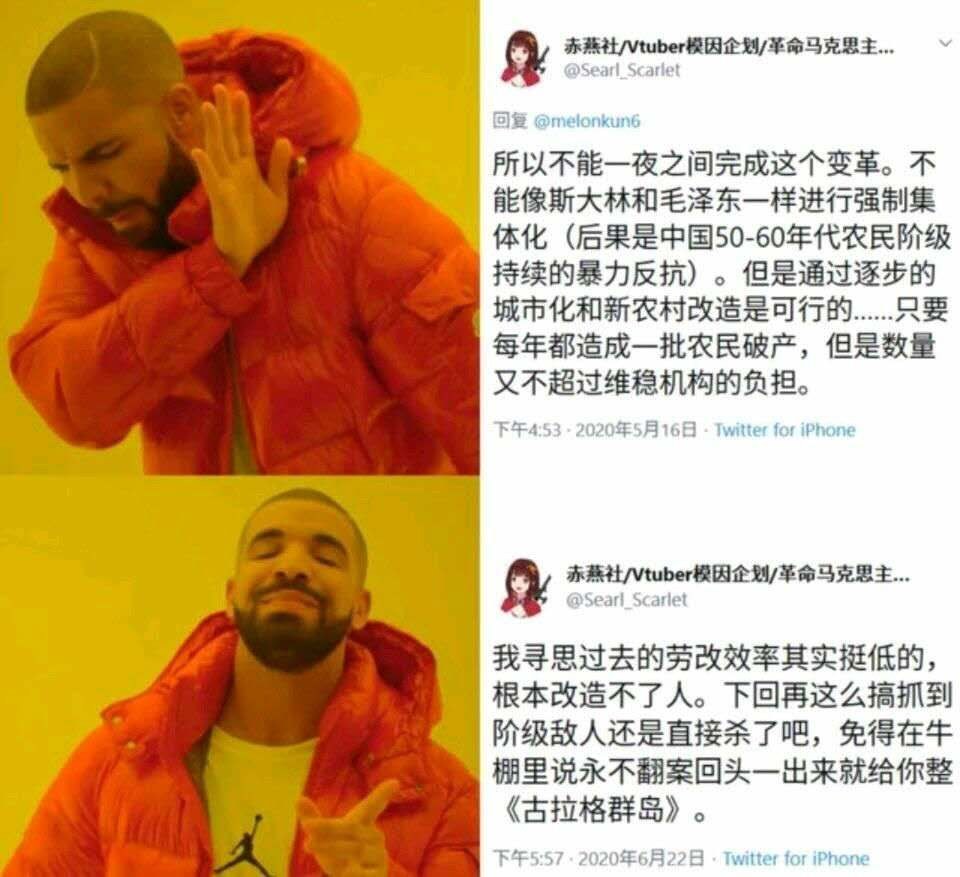 赤燕社/Vtuber模因企划/革命马克思主...
@Searl_Scarlet
回复 @melonkun6
所以不能一夜之间完成这个变革。不
能像斯大林和毛泽东一样进行强制集
体化（后果是中国50-60年代农民阶级
持续的暴力反抗）。但是通过逐步的
城市化和新农村改造是可行的......只要
每年都造成一批农民破产，但是数量
又不超过维稳机构的负担。
下午4:53 · 2020年5月16日 · Twitter for iPhone
赤燕社/Vtuber模因企划/革命马克思主...
@Searl_Scarlet
我寻思过去的劳改效率其实挺低的，
根本改造不了人。下回再这么搞抓到
阶级敌人还是直接杀了吧，免得在牛
棚里说永不翻案回头一出来就给你整
《古拉格群岛》。
下午5:57 · 2020年6月22日 · Twitter for iPhone